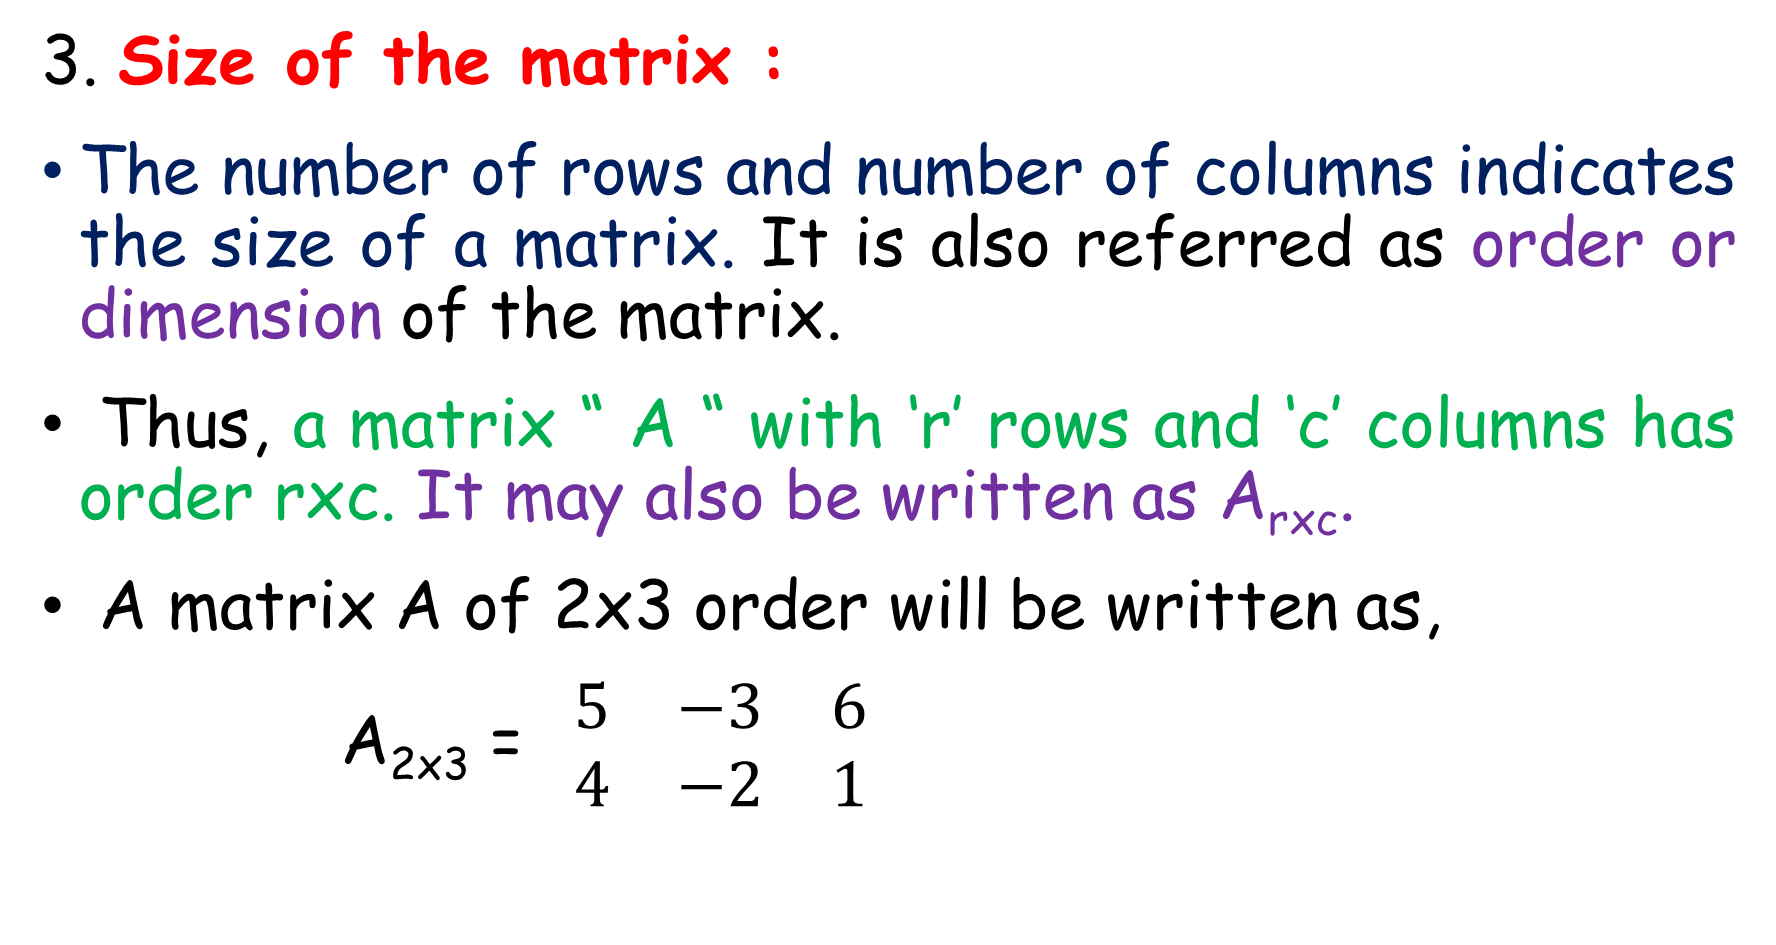 3. Size of the matrix :
• The number of rows and number of columns indicates
the size of a matrix. It is also referred as order or
dimension of the matrix.
• Thus, a matrix “ A “ with ‘r’ rows and ‘c’ columns has
order rxc. It may also be written as Arxc.
• A matrix A of 2x3 order will be written as,
5 −3 6
A2x3 =
4 −2 1